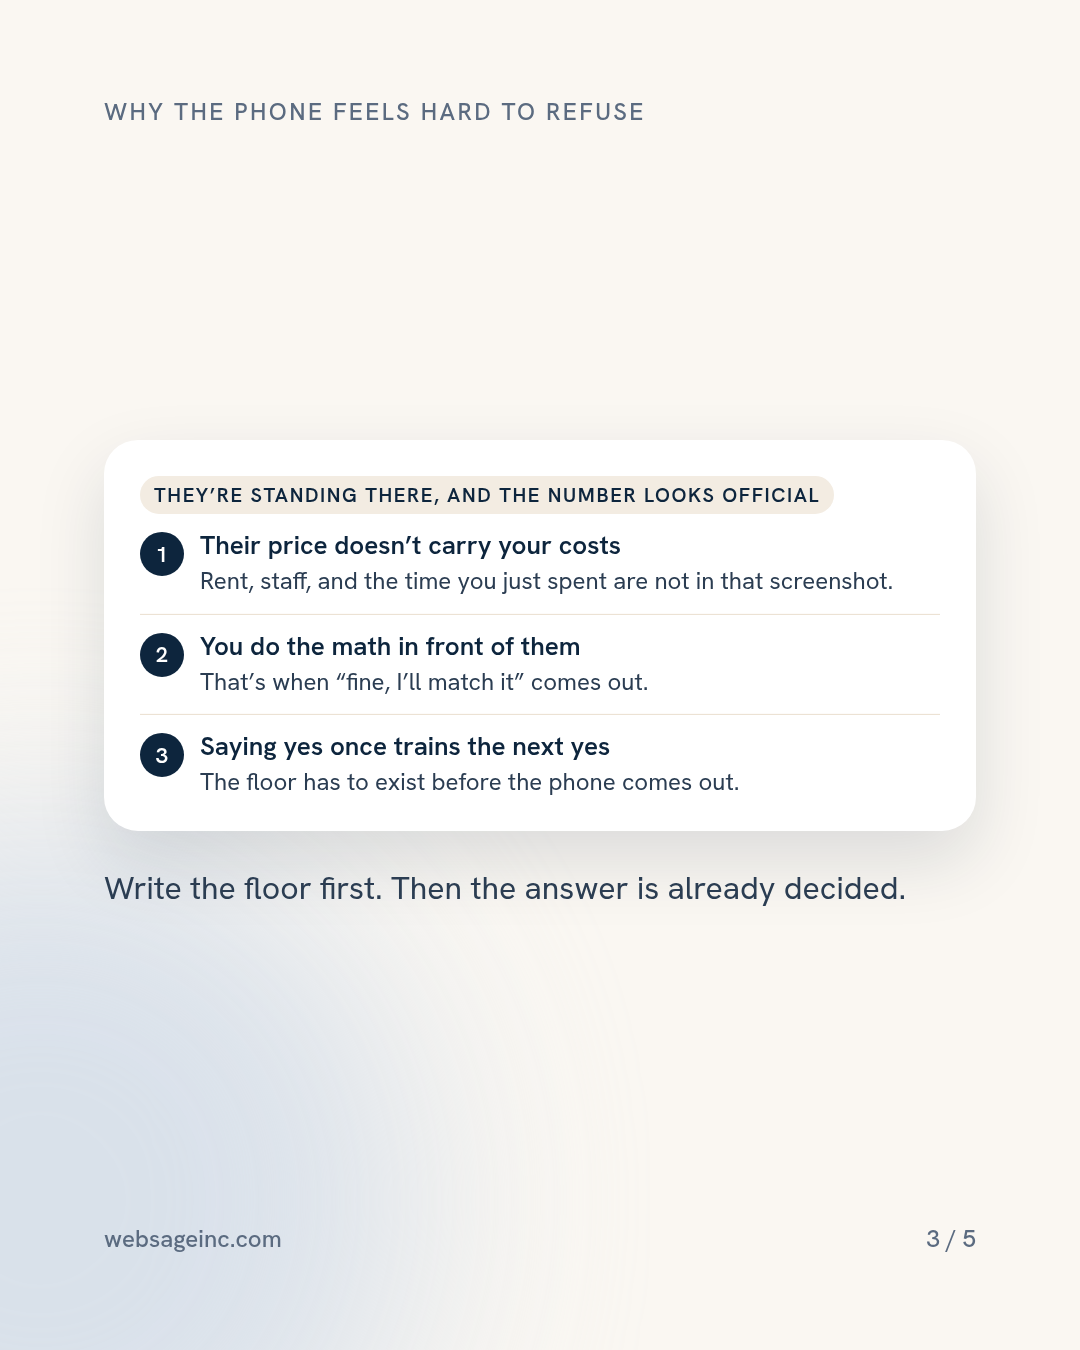 WHY THE PHONE FEELS HARD TO REFUSE
THEY’RE STANDING THERE, AND THE NUMBER LOOKS OFFICIAL
1
Their price doesn’t carry your costs
Rent, staff, and the time you just spent are not in that screenshot.
2
You do the math in front of them
That’s when “fine, I’ll match it” comes out.
3
Saying yes once trains the next yes
The floor has to exist before the phone comes out.
Write the floor first. Then the answer is already decided.
websageinc.com
3 / 5